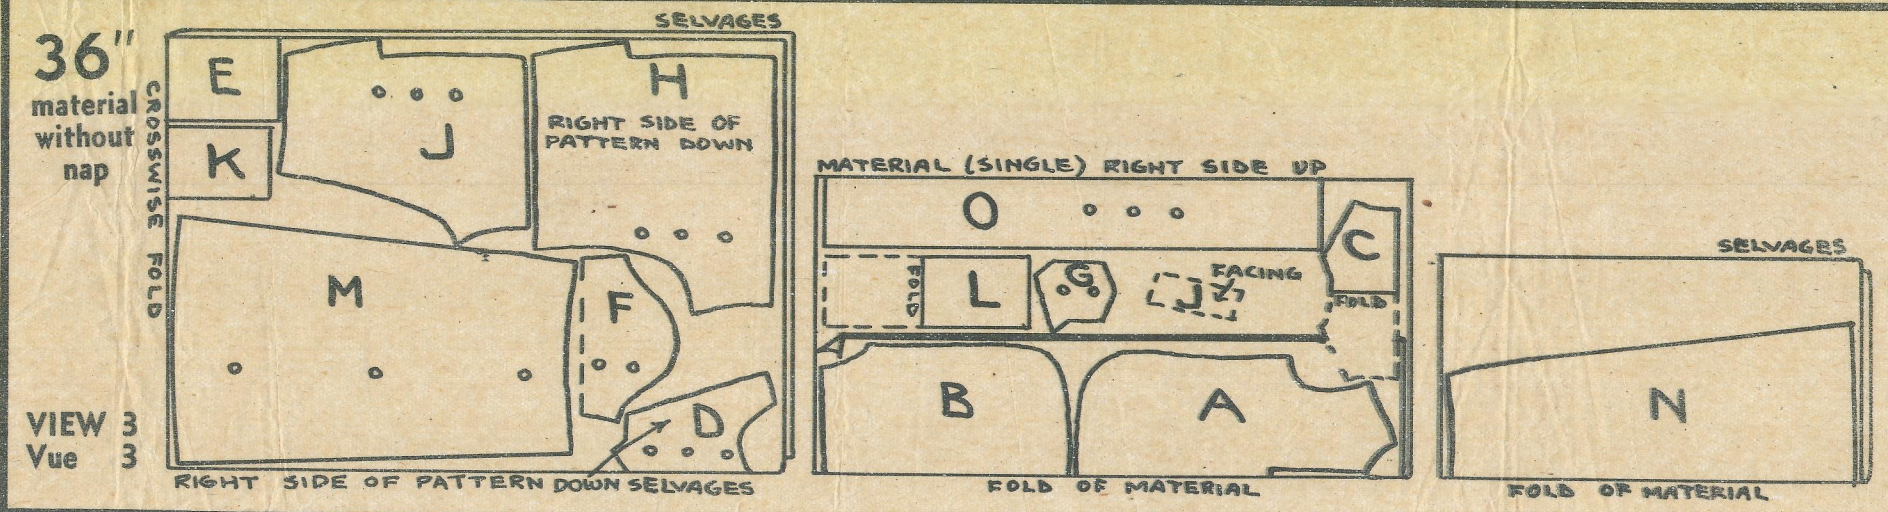 36"
material
without
nap
VIEW 3
Vue 3
CROSSWISE FOLD
SELVAGES
E
K
J
H
RIGHT SIDE OF
PATTERN DOWN
M
F
D
RIGHT SIDE OF PATTERN DOWN SELVAGES
MATERIAL (SINGLE) RIGHT SIDE UP
O
C
FOLD
L
G
J
FACING
FOLD
B
A
FOLD OF MATERIAL
SELVAGES
N
FOLD OF MATERIAL